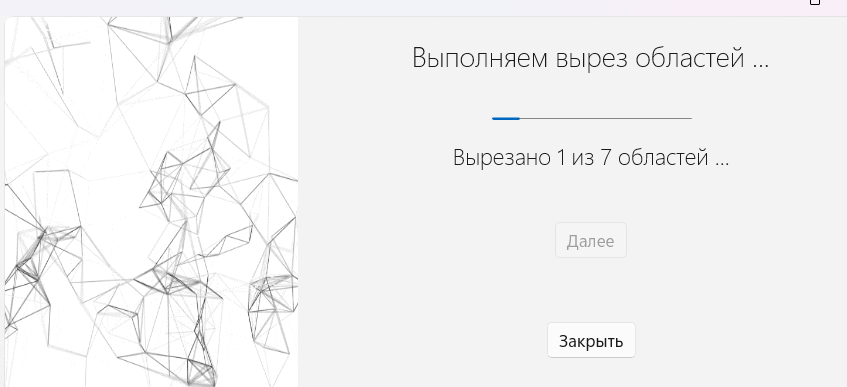 Выполняем вырез областей ...
Вырезано 1 из 7 областей ...
Далее
Закрыть